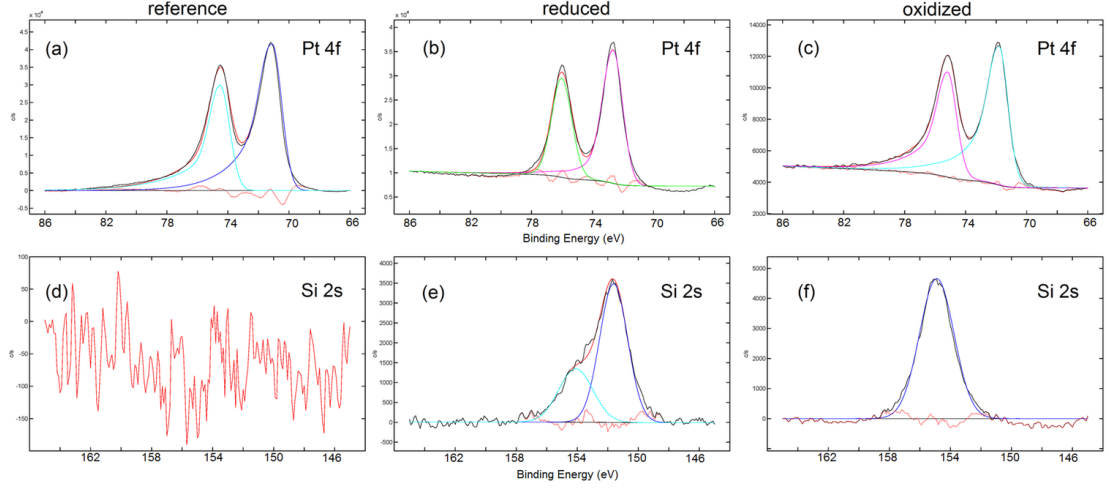 reference
reduced
oxidized
x 10⁴
x 10⁴
(a)
Pt 4f
(b)
Pt 4f
(c)
Pt 4f
4.5
4
3.5
3
2.5
2
1.5
1
0.5
0
-0.5
c/s
86 82 78 74 70 66
4
3.5
3
2.5
2
1.5
1
0.5
c/s
86 82 78 74 70 66
Binding Energy (eV)
14000
12000
10000
8000
6000
4000
2000
c/s
86 82 78 74 70 66
(d)
Si 2s
(e)
Si 2s
(f)
Si 2s
100
50
0
-50
-100
-150
c/s
162 158 154 150 146
4000
3500
3000
2500
2000
1500
1000
500
0
-500
c/s
162 158 154 150 146
Binding Energy (eV)
5000
4000
3000
2000
1000
0
c/s
162 158 154 150 146